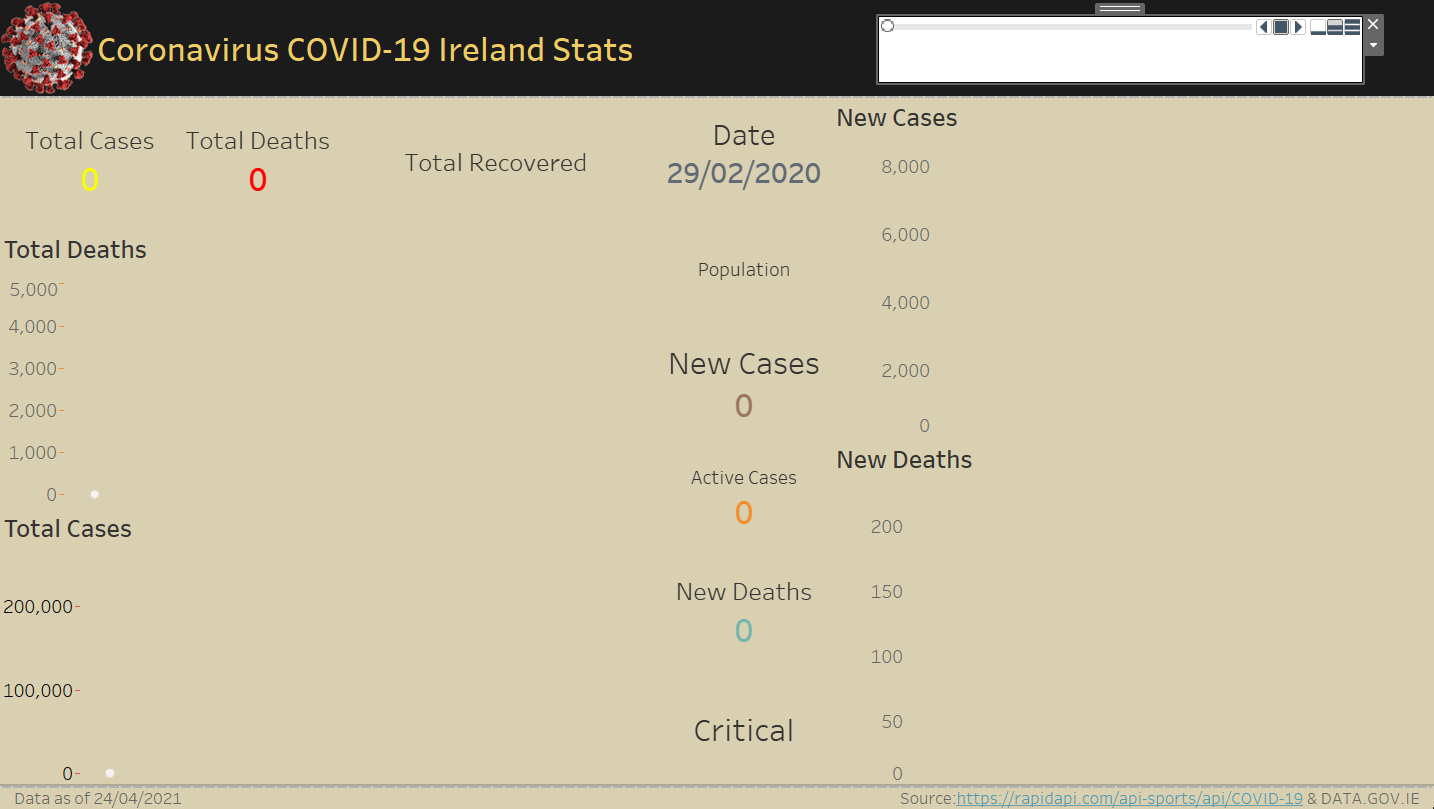 Coronavirus COVID-19 Ireland Stats
Total Cases
0
Total Deaths
0
Total Recovered
Date
29/02/2020
Population
New Cases
0
Active Cases
0
New Deaths
0
Critical
Total Deaths
5,000
4,000
3,000
2,000
1,000
0
Total Cases
200,000
100,000
0
New Cases
8,000
6,000
4,000
2,000
0
New Deaths
200
150
100
50
0
Data as of 24/04/2021
Source:https://rapidapi.com/api-sports/api/COVID-19 & DATA.GOV.IE